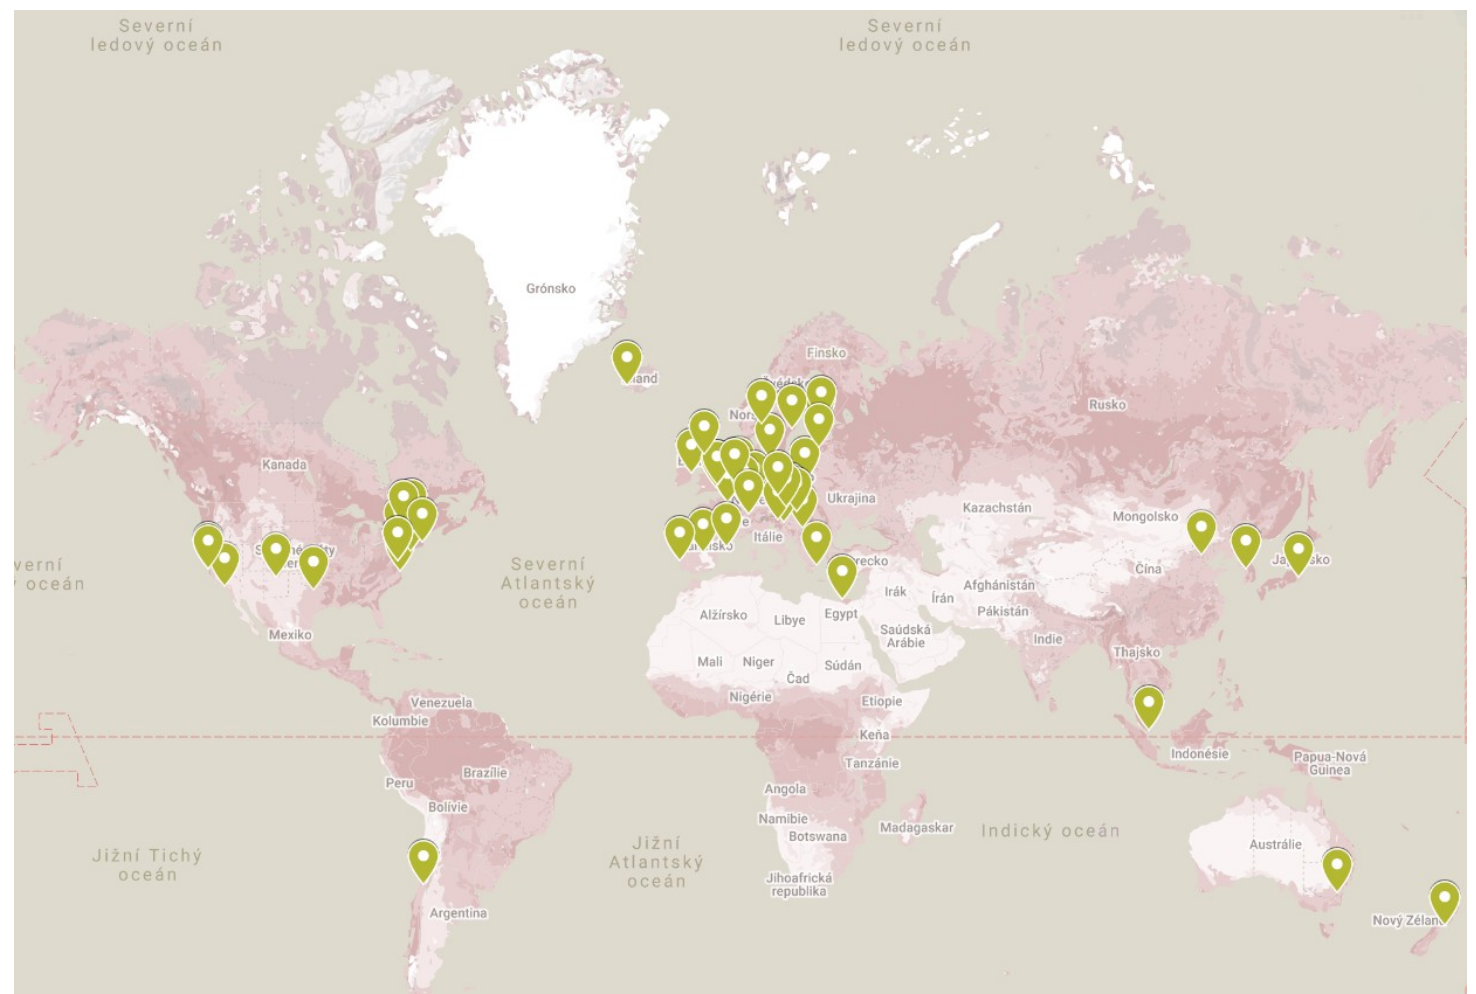 Severní
ledový oceán
Severní
ledový oceán
Grónsko
Finsko
Rusko
Kanada
Ukrajina
Kazachstán
Mongolsko
Itálie
Severní
Atlantský
oceán
Čína
Afghánistán
Irák
Írán
Pákistán
Alžírsko
Libye
Egypt
Saúdská
Arábie
Indie
Mexiko
Thajsko
Mali
Niger
Čad
Súdán
Nigérie
Etiopie
Venezuela
Kolumbie
Keňa
Indonésie
Papua-Nová
Guinea
Tanzánie
Brazílie
Peru
Angola
Bolívie
Namibie
Botswana
Madagaskar
Indický oceán
Jižní
Atlantský
oceán
Austrálie
Jižní Tichý
oceán
Jihoafrická
republika
Argentina
Nový Zéland